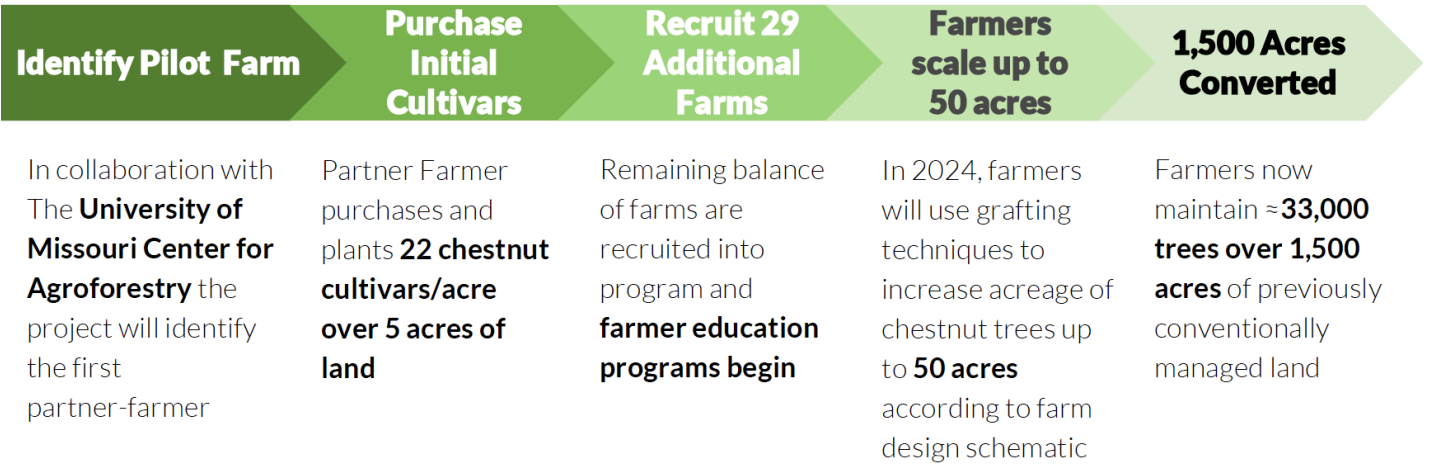 Identify Pilot Farm
Purchase
Initial
Cultivars
Recruit 29
Additional
Farms
Farmers
scale up to
50 acres
1,500 Acres
Converted
In collaboration with
The University of
Missouri Center for
Agroforestry the
project will identify
the first
partner-farmer
Partner Farmer
purchases and
plants 22 chestnut
cultivars/acre
over 5 acres of
land
Remaining balance
of farms are
recruited into
program and
farmer education
programs begin
In 2024, farmers
will use grafting
techniques to
increase acreage of
chestnut trees up
to 50 acres
according to farm
design schematic
Farmers now
maintain ≈33,000
trees over 1,500
acres of previously
conventionally
managed land